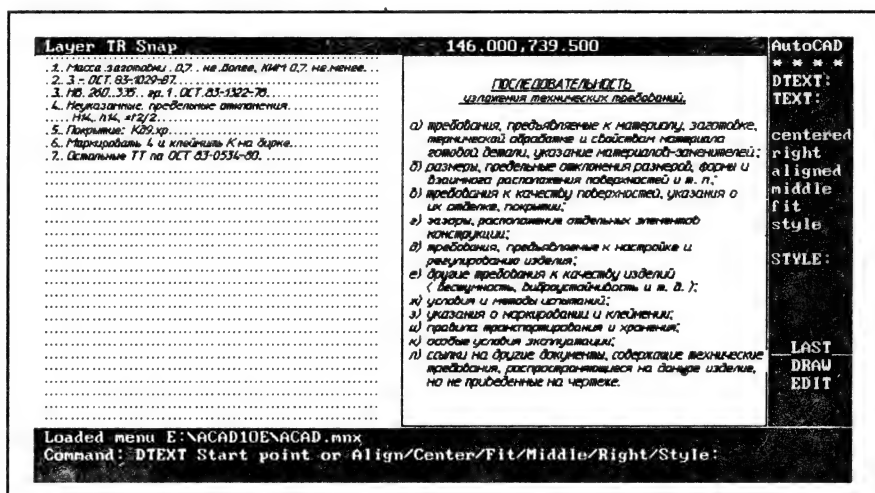 Layer TR Snap 146.000,739.500 AutoCAD
1. Масса заготовки 0,7 не более, КИМ 0,7 не менее.
2. 3 - ОСТ 83-1029-87
3. НВ 260...335 гр. 1 ОСТ.83-1322-78.
4. Неуказанные предельные отклонения
H14, h14, ±t2/2
5. Покрытие: Кд9.хр
6. Маркировать 4 и клеймить К на бирке.
7. Остальные ТТ по ОСТ 83-0534-80.
ПОСЛЕДОВАТЕЛЬНОСТЬ
изложения технических требований.
а) требования, предъявляемые к материалу, заготовке,
термической обработке и свойствам материала
готовой детали, указание материалов-заменителей;
б) размеры, предельные отклонения размеров, формы и
взаимного расположения поверхностей и т. п.;
в) требования к качеству поверхностей, указания о
их отделке, покрытии;
г) зазоры, расположение отдельных элементов
конструкции;
д) требования, предъявляемые к настройке и
регулированию изделия;
е) другие требования к качеству изделий
( бесшумность, виброустойчивость и т. д. );
ж) условия и методы испытаний;
з) указания о маркировании и клеймении;
и) правила транспортирования и хранения;
к) особые условия эксплуатации;
л) ссылки на другие документы, содержащие технические
требования, распространяющиеся на данное изделие,
но не приведенные на чертеже.
* * * *
DTEXT:
TEXT:
centered
right
aligned
middle
fit
style
STYLE:
LAST
DRAW
EDIT
Loaded menu E:\ACAD10E\ACAD.mnx
Command: DTEXT Start point or Align/Center/Fit/Middle/Right/Style: